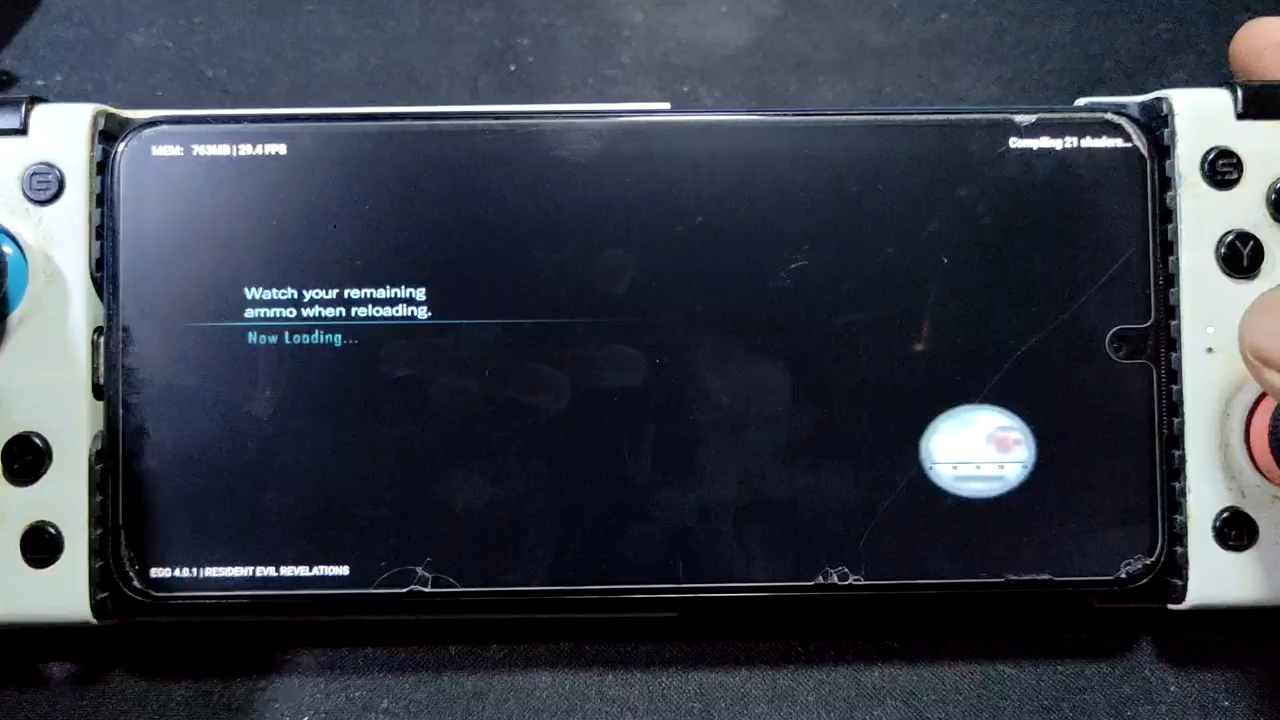 MEM: 763MB | 29.4 FPS
Compiling 21 shaders...
Watch your remaining
ammo when reloading.
Now Loading...
EGG 4.0.1 | RESIDENT EVIL REVELATIONS
S
Y